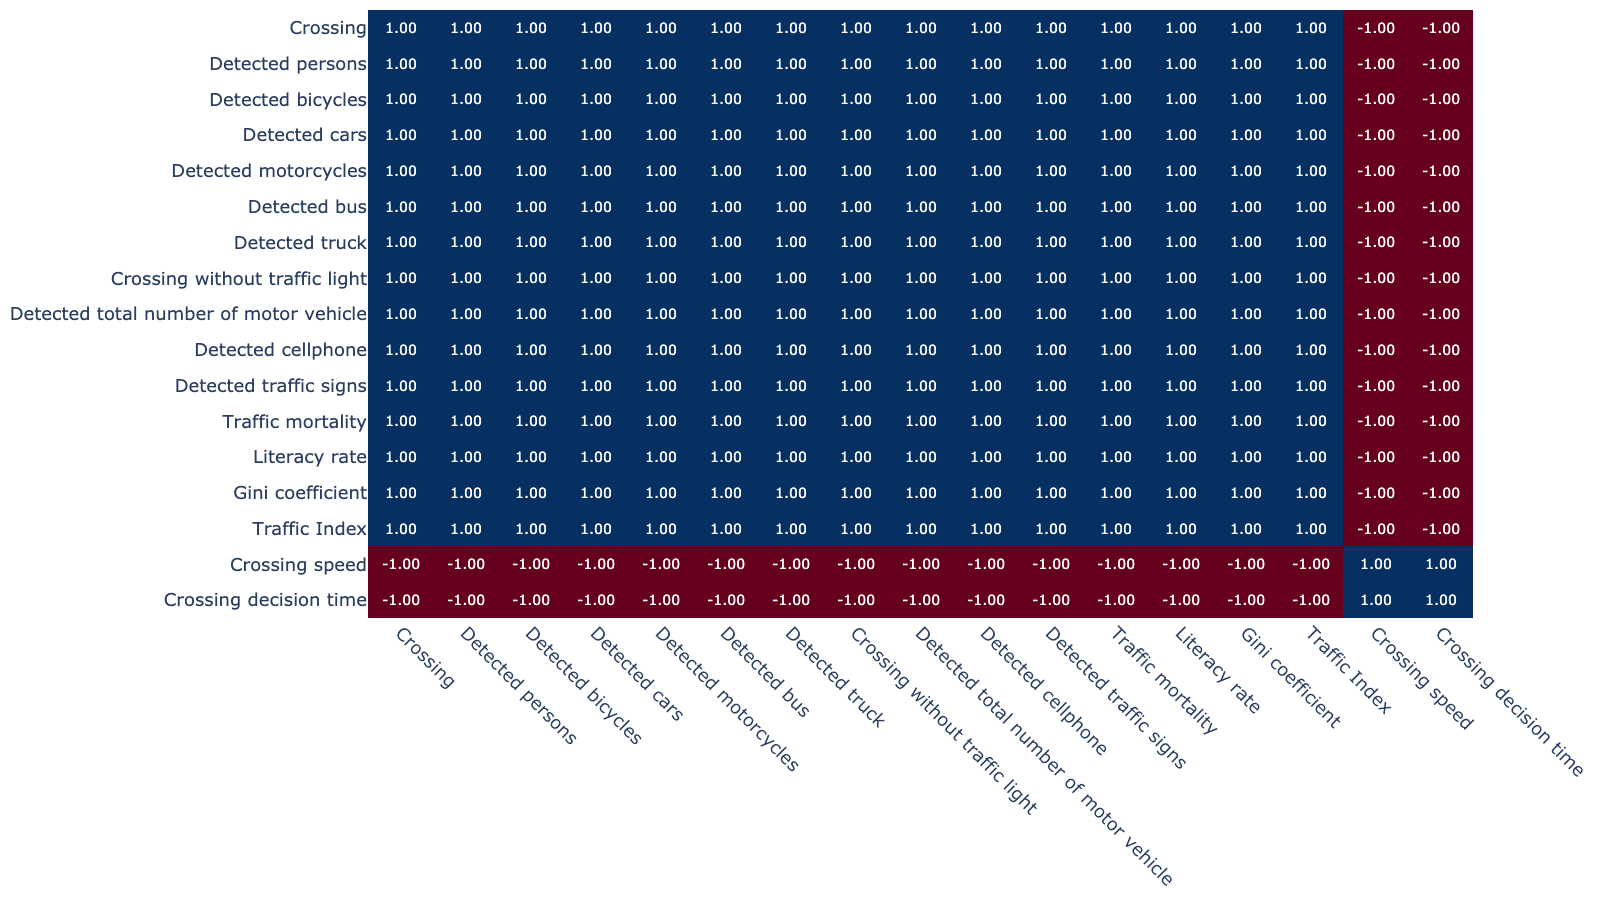 Crossing 1.00 1.00 1.00 1.00 1.00 1.00 1.00 1.00 1.00 1.00 1.00 1.00 1.00 1.00 1.00 -1.00 -1.00
Detected persons 1.00 1.00 1.00 1.00 1.00 1.00 1.00 1.00 1.00 1.00 1.00 1.00 1.00 1.00 1.00 -1.00 -1.00
Detected bicycles 1.00 1.00 1.00 1.00 1.00 1.00 1.00 1.00 1.00 1.00 1.00 1.00 1.00 1.00 1.00 -1.00 -1.00
Detected cars 1.00 1.00 1.00 1.00 1.00 1.00 1.00 1.00 1.00 1.00 1.00 1.00 1.00 1.00 1.00 -1.00 -1.00
Detected motorcycles 1.00 1.00 1.00 1.00 1.00 1.00 1.00 1.00 1.00 1.00 1.00 1.00 1.00 1.00 1.00 -1.00 -1.00
Detected bus 1.00 1.00 1.00 1.00 1.00 1.00 1.00 1.00 1.00 1.00 1.00 1.00 1.00 1.00 1.00 -1.00 -1.00
Detected truck 1.00 1.00 1.00 1.00 1.00 1.00 1.00 1.00 1.00 1.00 1.00 1.00 1.00 1.00 1.00 -1.00 -1.00
Crossing without traffic light 1.00 1.00 1.00 1.00 1.00 1.00 1.00 1.00 1.00 1.00 1.00 1.00 1.00 1.00 1.00 -1.00 -1.00
Detected total number of motor vehicle 1.00 1.00 1.00 1.00 1.00 1.00 1.00 1.00 1.00 1.00 1.00 1.00 1.00 1.00 1.00 -1.00 -1.00
Detected cellphone 1.00 1.00 1.00 1.00 1.00 1.00 1.00 1.00 1.00 1.00 1.00 1.00 1.00 1.00 1.00 -1.00 -1.00
Detected traffic signs 1.00 1.00 1.00 1.00 1.00 1.00 1.00 1.00 1.00 1.00 1.00 1.00 1.00 1.00 1.00 -1.00 -1.00
Traffic mortality 1.00 1.00 1.00 1.00 1.00 1.00 1.00 1.00 1.00 1.00 1.00 1.00 1.00 1.00 1.00 -1.00 -1.00
Literacy rate 1.00 1.00 1.00 1.00 1.00 1.00 1.00 1.00 1.00 1.00 1.00 1.00 1.00 1.00 1.00 -1.00 -1.00
Gini coefficient 1.00 1.00 1.00 1.00 1.00 1.00 1.00 1.00 1.00 1.00 1.00 1.00 1.00 1.00 1.00 -1.00 -1.00
Traffic Index 1.00 1.00 1.00 1.00 1.00 1.00 1.00 1.00 1.00 1.00 1.00 1.00 1.00 1.00 1.00 -1.00 -1.00
Crossing speed -1.00 -1.00 -1.00 -1.00 -1.00 -1.00 -1.00 -1.00 -1.00 -1.00 -1.00 -1.00 -1.00 -1.00 -1.00 1.00 1.00
Crossing decision time -1.00 -1.00 -1.00 -1.00 -1.00 -1.00 -1.00 -1.00 -1.00 -1.00 -1.00 -1.00 -1.00 -1.00 -1.00 1.00 1.00
Crossing
Detected persons
Detected bicycles
Detected cars
Detected motorcycles
Detected bus
Detected truck
Crossing without traffic light
Detected total number of motor vehicle
Detected cellphone
Detected traffic signs
Traffic mortality
Literacy rate
Gini coefficient
Traffic Index
Crossing speed
Crossing decision time